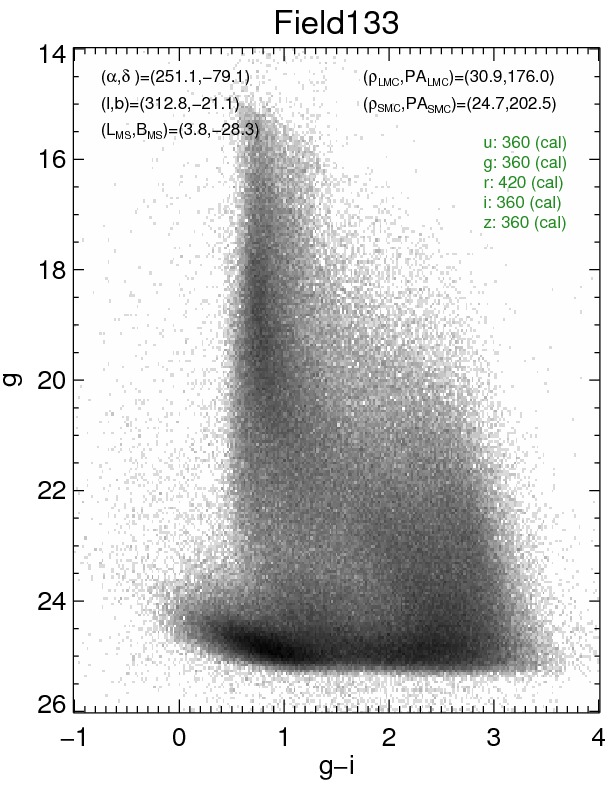 Field133
14
(α,δ )=(251.1,−79.1)
(ρLMC,PALMC)=(30.9,176.0)
(l,b)=(312.8,−21.1)
(ρSMC,PASMC)=(24.7,202.5)
(LMS,BMS)=(3.8,−28.3)
u: 360 (cal)
16
g: 360 (cal)
r: 420 (cal)
i: 360 (cal)
z: 360 (cal)
18
g
20
22
24
26
−1 0 1 2 3 4
g−i